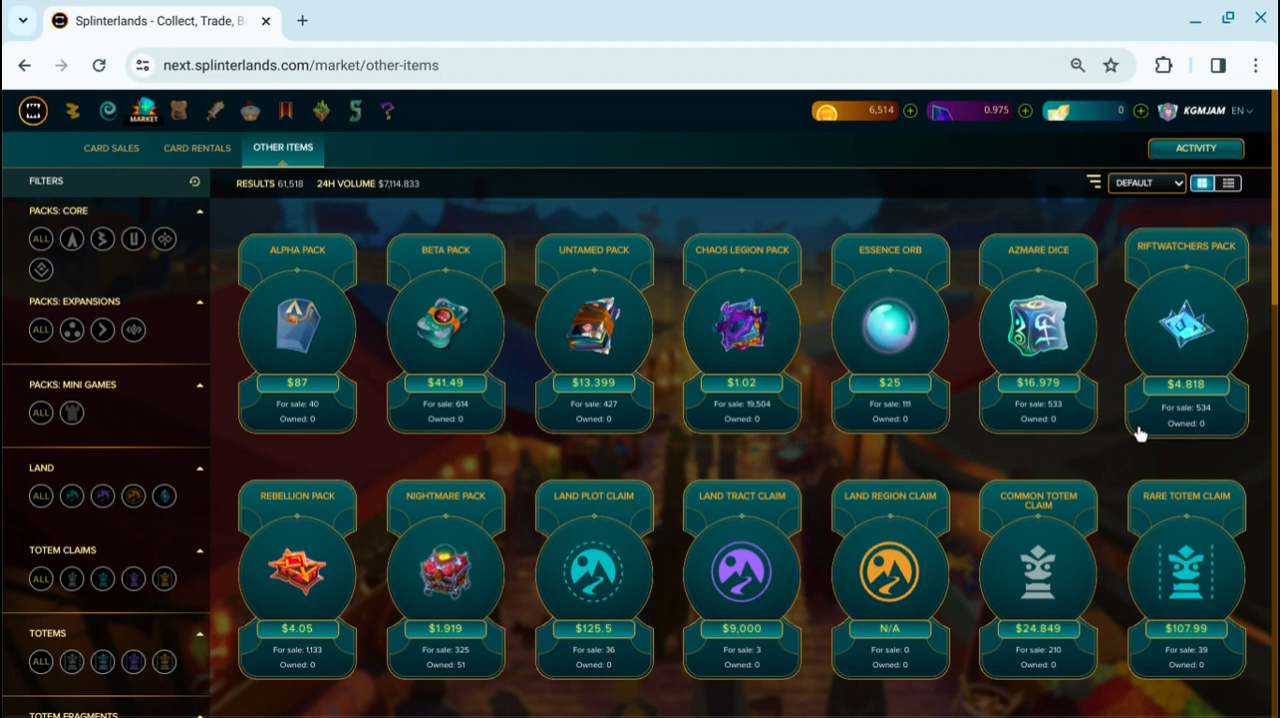 Splinterlands - Collect, Trade, B
next.splinterlands.com/market/other-items
MARKET
6,514
0.975
0
KGMJAM
EN
CARD SALES
CARD RENTALS
OTHER ITEMS
ACTIVITY
FILTERS
RESULTS 61,518
24H VOLUME $7,114.833
DEFAULT
PACKS: CORE
ALL
PACKS: EXPANSIONS
ALL
PACKS: MINI GAMES
ALL
LAND
ALL
TOTEM CLAIMS
ALL
TOTEMS
ALL
TOTEM FRAGMENTS
ALPHA PACK
$87
For sale: 40
Owned: 0
BETA PACK
$41.49
For sale: 614
Owned: 0
UNTAMED PACK
$13.399
For sale: 427
Owned: 0
CHAOS LEGION PACK
$1.02
For sale: 19,504
Owned: 0
ESSENCE ORB
$25
For sale: 111
Owned: 0
AZMARE DICE
$16.979
For sale: 533
Owned: 0
RIFTWATCHERS PACK
$4.818
For sale: 534
Owned: 0
REBELLION PACK
$4.05
For sale: 1,133
Owned: 0
NIGHTMARE PACK
$1.919
For sale: 325
Owned: 51
LAND PLOT CLAIM
$125.5
For sale: 36
Owned: 0
LAND TRACT CLAIM
$9,000
For sale: 3
Owned: 0
LAND REGION CLAIM
N/A
For sale: 0
Owned: 0
COMMON TOTEM
CLAIM
$24.849
For sale: 210
Owned: 0
RARE TOTEM CLAIM
$107.99
For sale: 39
Owned: 0